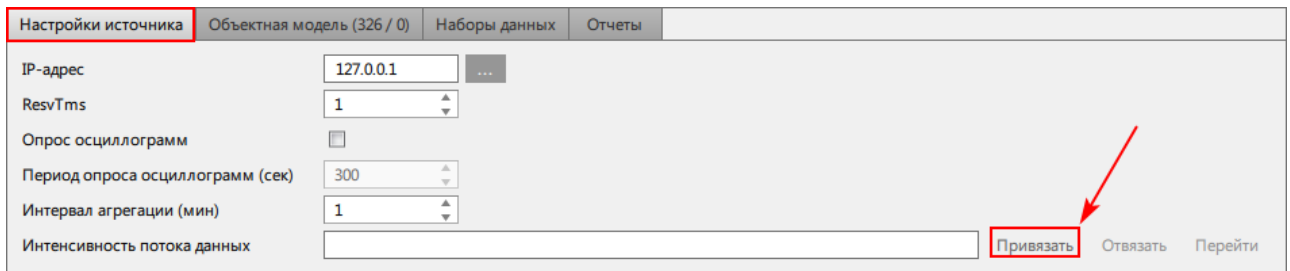 Настройки источника Объектная модель (326 / 0) Наборы данных Отчеты
IP-адрес 127.0.0.1 ...
ResvTms 1
Опрос осциллограмм
Период опроса осциллограмм (сек) 300
Интервал агрегации (мин) 1
Интенсивность потока данных Привязать Отвязать Перейти